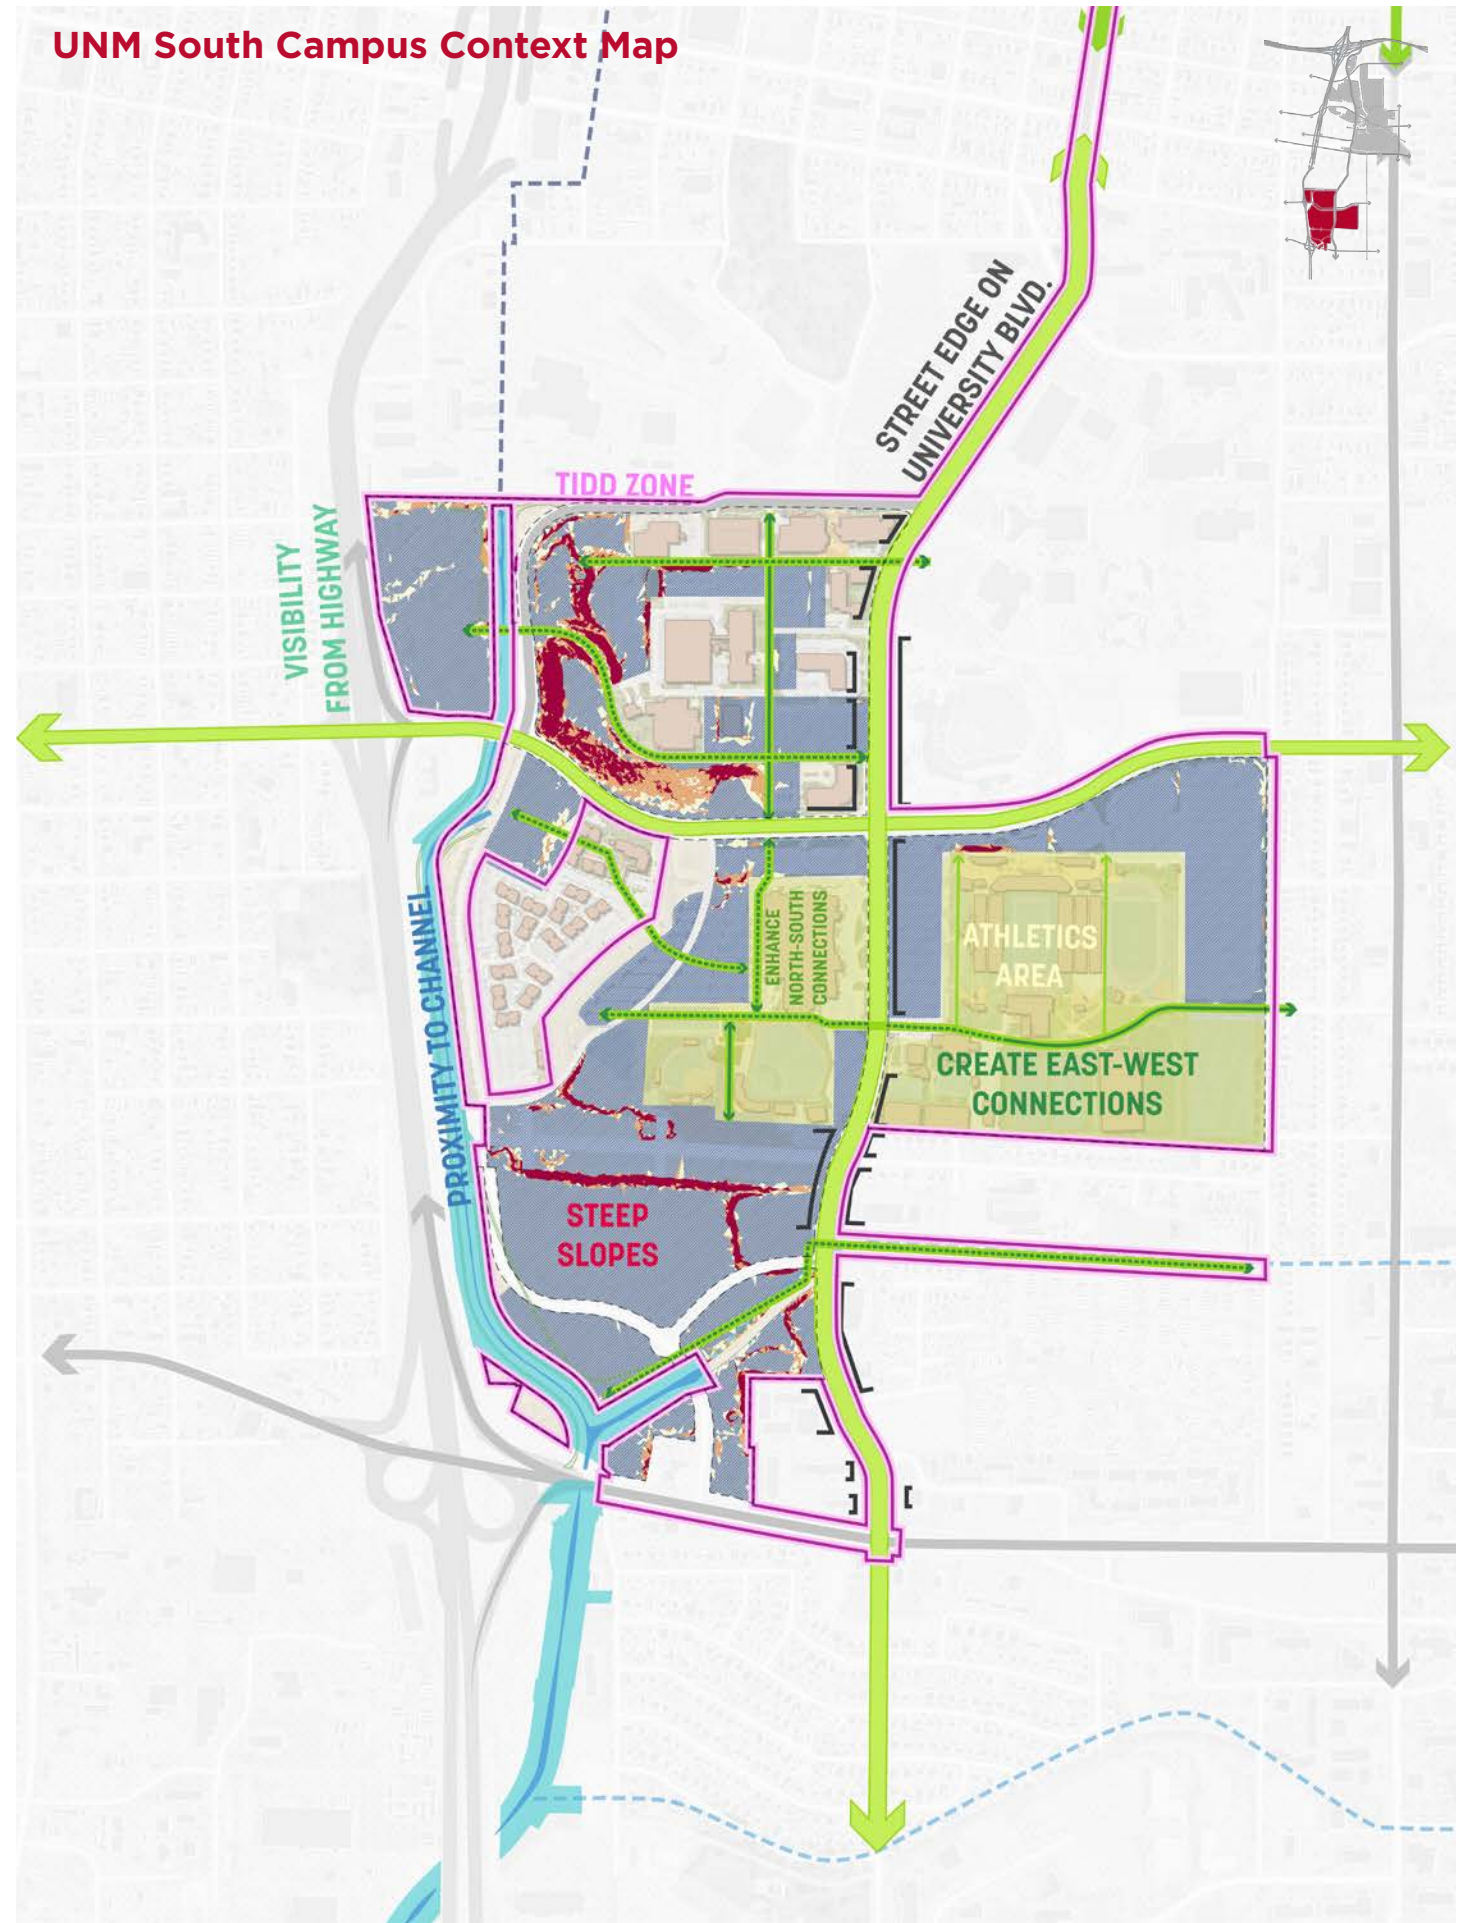 UNM South Campus Context Map
STREET EDGE ON
UNIVERSITY BLVD.
TIDD ZONE
VISIBILITY
FROM HIGHWAY
PROXIMITY TO CHANNEL
ENHANCE
NORTH-SOUTH
CONNECTIONS
ATHLETICS
AREA
CREATE EAST-WEST
CONNECTIONS
STEEP
SLOPES